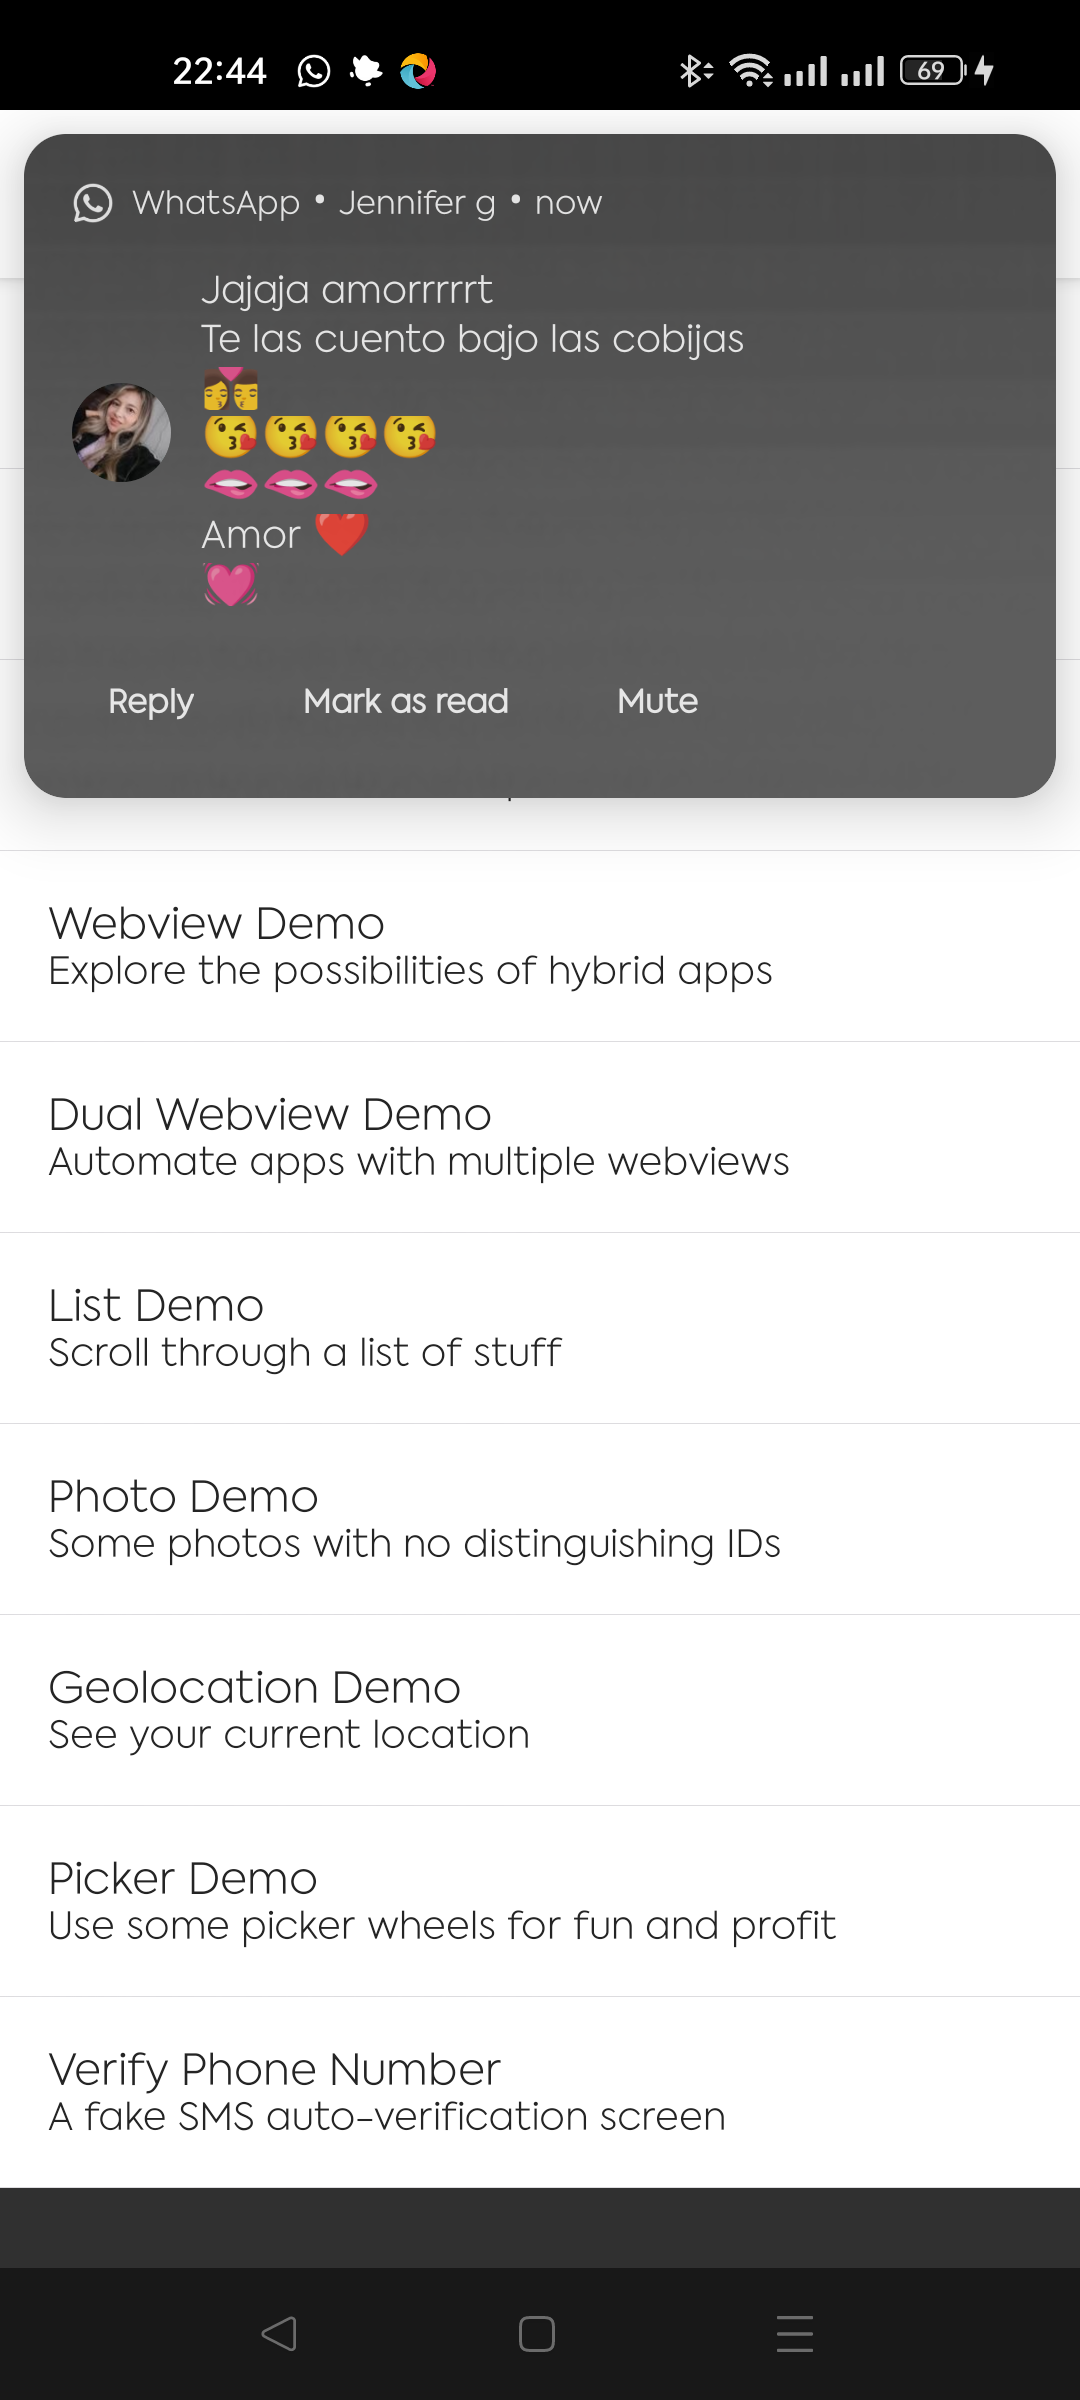 22:44
69
WhatsApp • Jennifer g • now
Jajaja amorrrrrt
Te las cuento bajo las cobijas
👩‍❤️‍💋‍👨
😘😘😘😘
🫦🫦🫦
Amor ❤️
💓
Reply Mark as read Mute
Webview Demo
Explore the possibilities of hybrid apps
Dual Webview Demo
Automate apps with multiple webviews
List Demo
Scroll through a list of stuff
Photo Demo
Some photos with no distinguishing IDs
Geolocation Demo
See your current location
Picker Demo
Use some picker wheels for fun and profit
Verify Phone Number
A fake SMS auto-verification screen